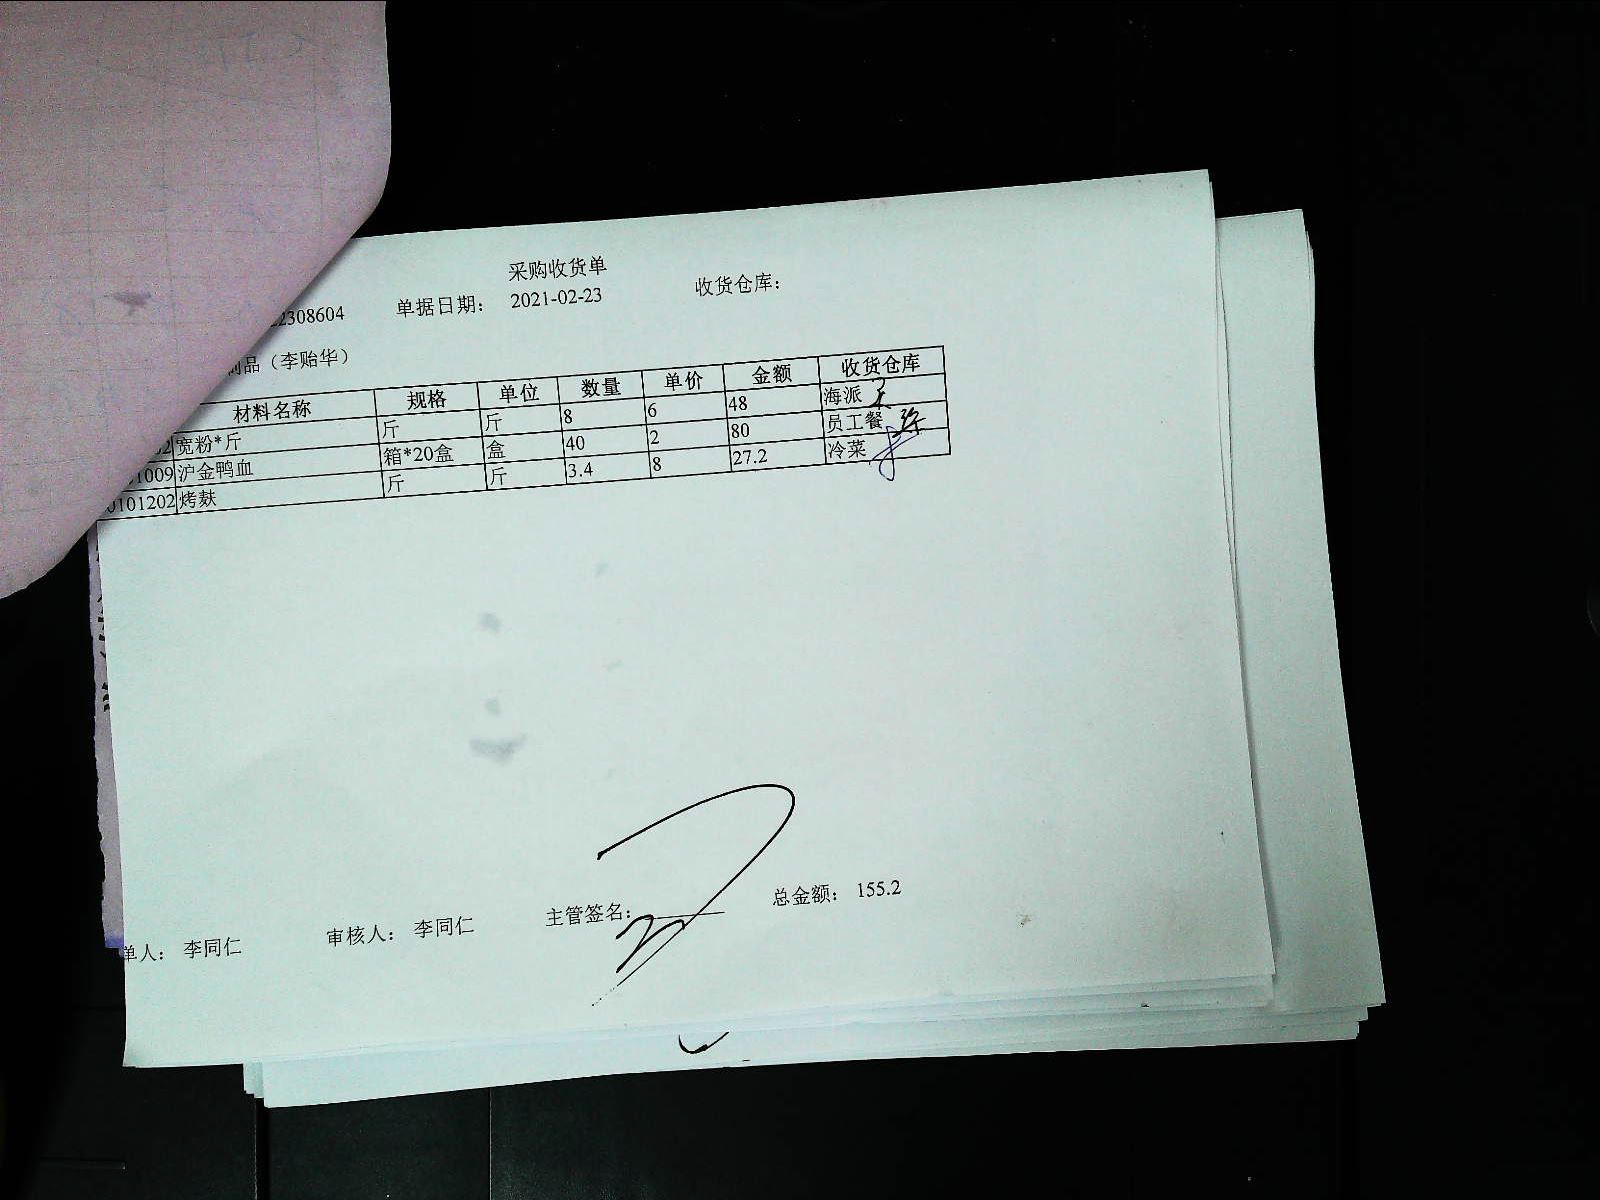 采购收货单
22308604 单据日期： 2021-02-23 收货仓库：
制品（李贻华）
材料名称 规格 单位 数量 单价 金额 收货仓库
02 宽粉*斤 斤 斤 8 6 48 海派
1009 沪金鸭血 箱*20盒 盒 40 2 80 员工餐
0101202 烤麸 斤 斤 3.4 8 27.2 冷菜
单人： 李同仁 审核人： 李同仁 主管签名： 总金额： 155.2